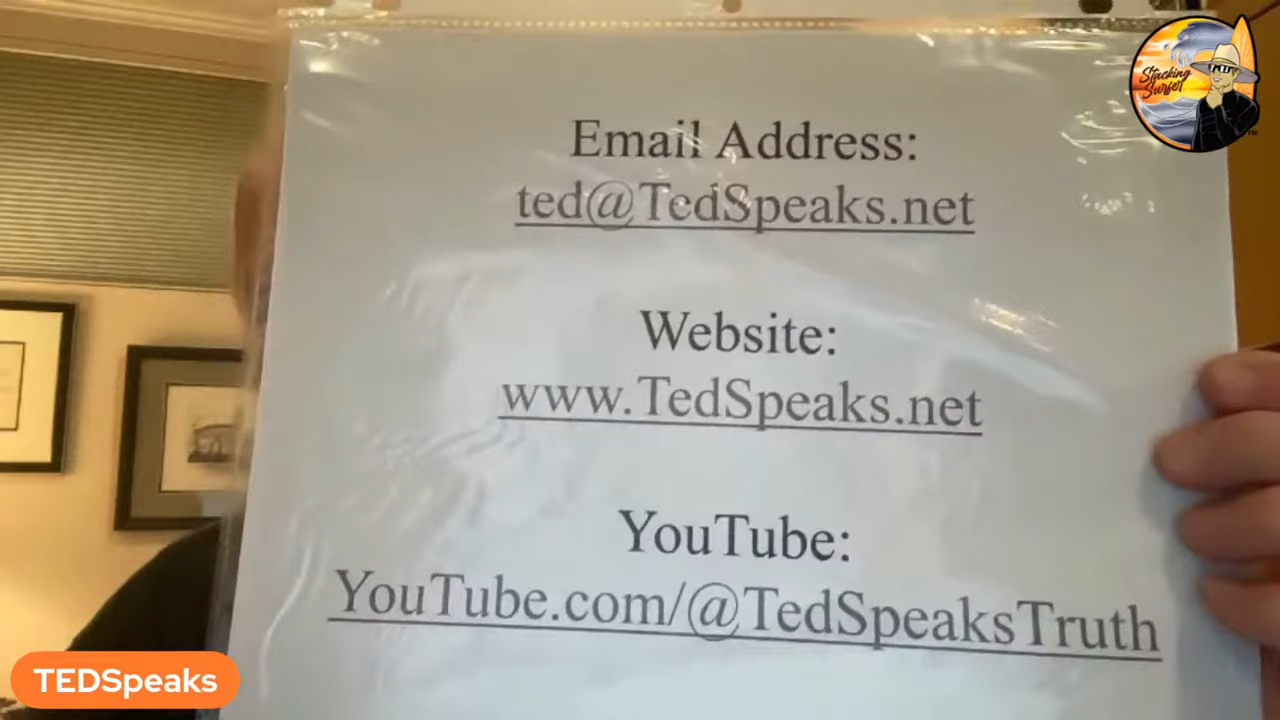 Stacking
Surfer
Email Address:
ted@TedSpeaks.net
Website:
www.TedSpeaks.net
YouTube:
YouTube.com/@TedSpeaksTruth
TEDSpeaks